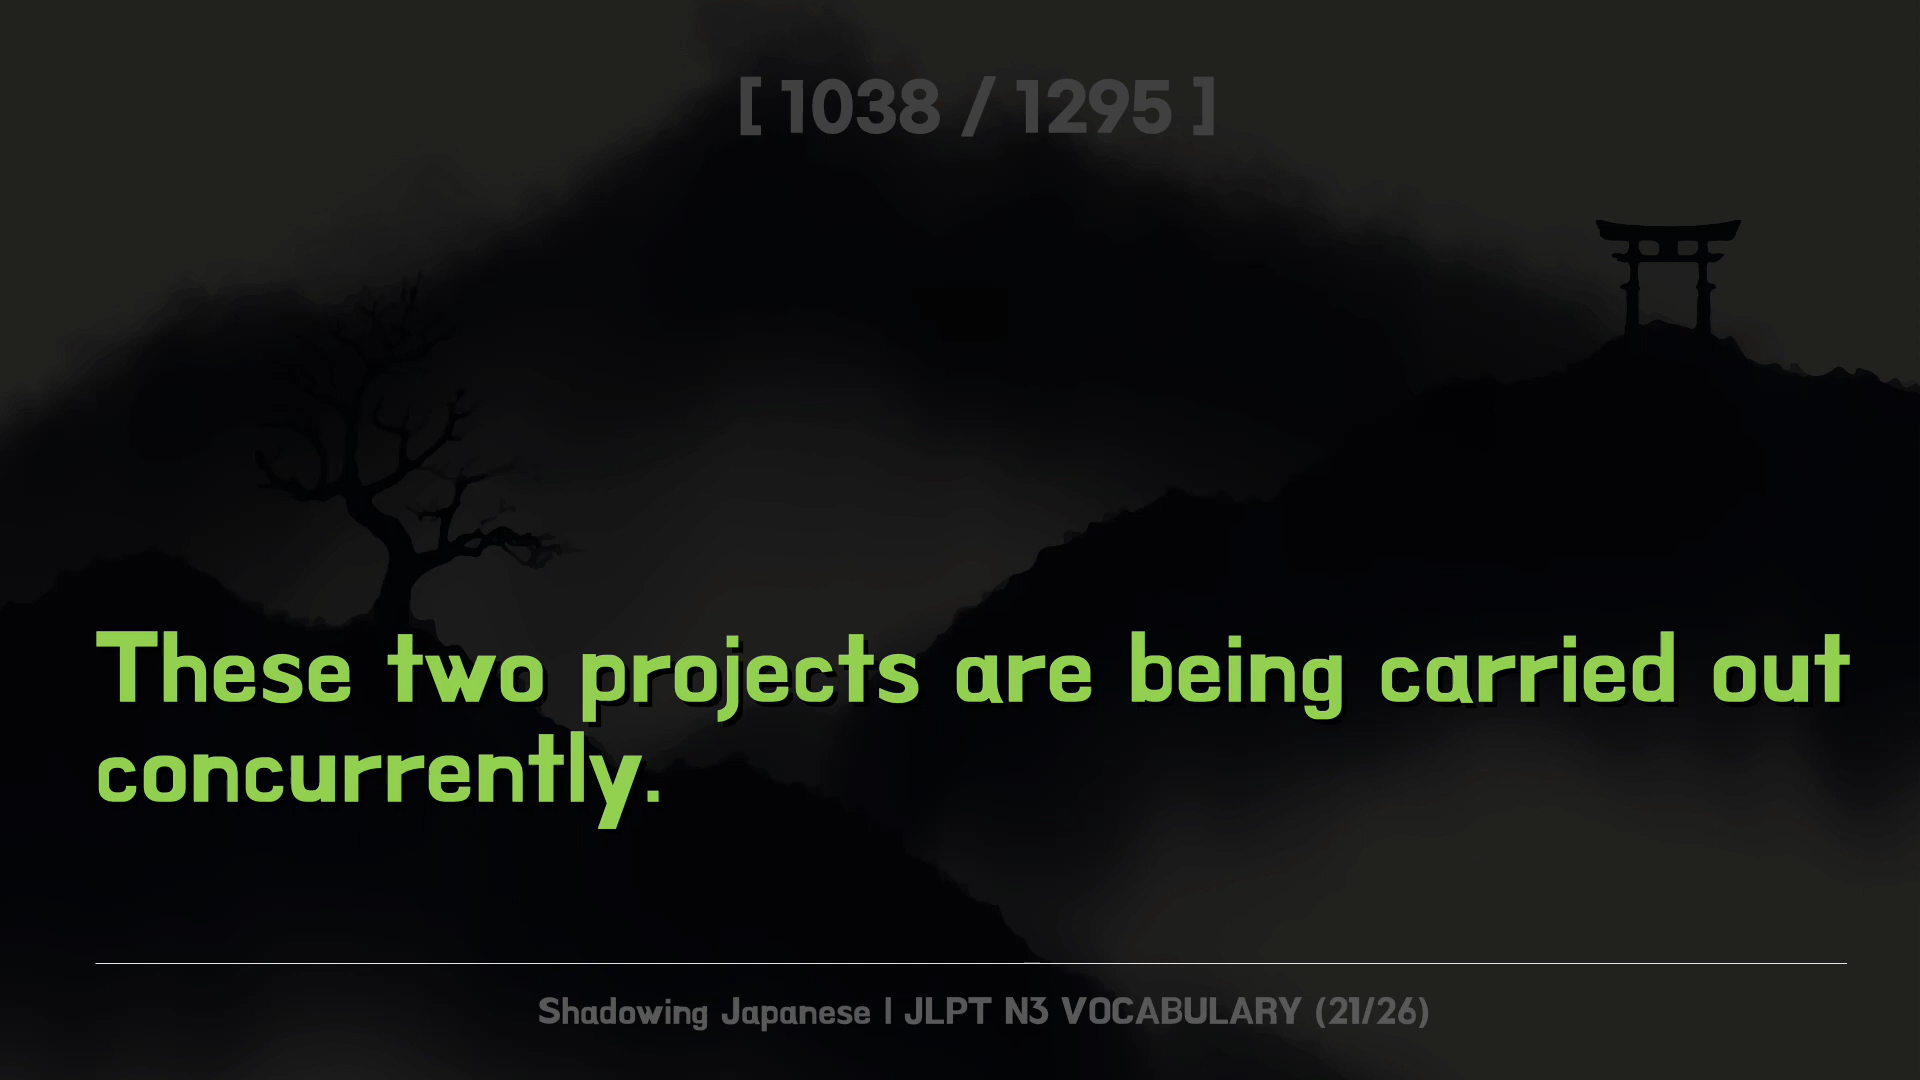 [ 1038 / 1295 ]
These two projects are being carried out
concurrently.
Shadowing Japanese | JLPT N3 VOCABULARY (21/26)